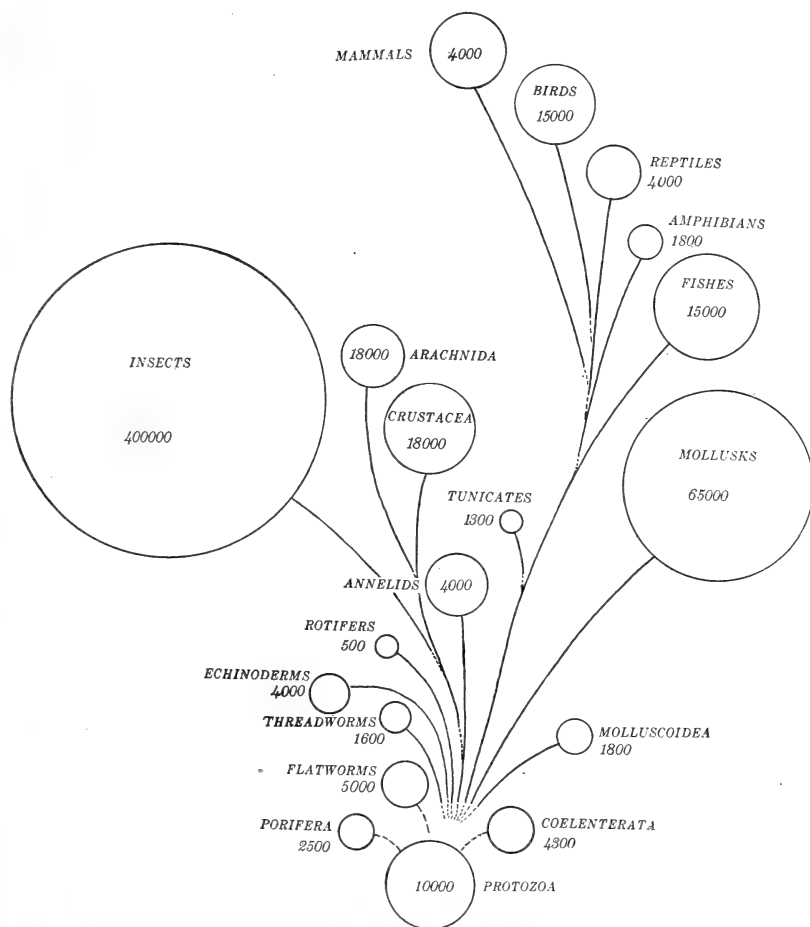 MAMMALS
4000
BIRDS
15000
REPTILES
4000
AMPHIBIANS
1800
FISHES
15000
INSECTS
400000
18000
ARACHNIDA
CRUSTACEA
18000
MOLLUSKS
65000
TUNICATES
1300
ANNELIDS
4000
ROTIFERS
500
ECHINODERMS
4000
THREADWORMS
1600
MOLLUSCOIDEA
1800
FLATWORMS
5000
PORIFERA
2500
COELENTERATA
4300
10000
PROTOZOA